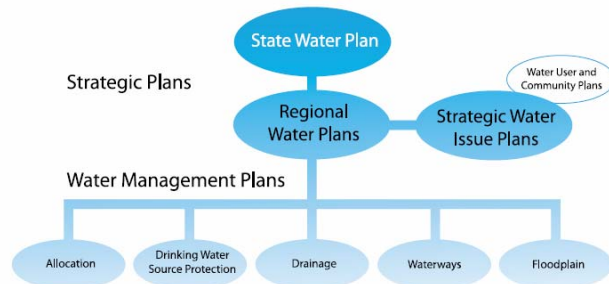 State Water Plan
Strategic Plans
Water User and
Community Plans
Regional
Water Plans
Strategic Water
Issue Plans
Water Management Plans
Allocation
Drinking Water
Source Protection
Drainage
Waterways
Floodplain